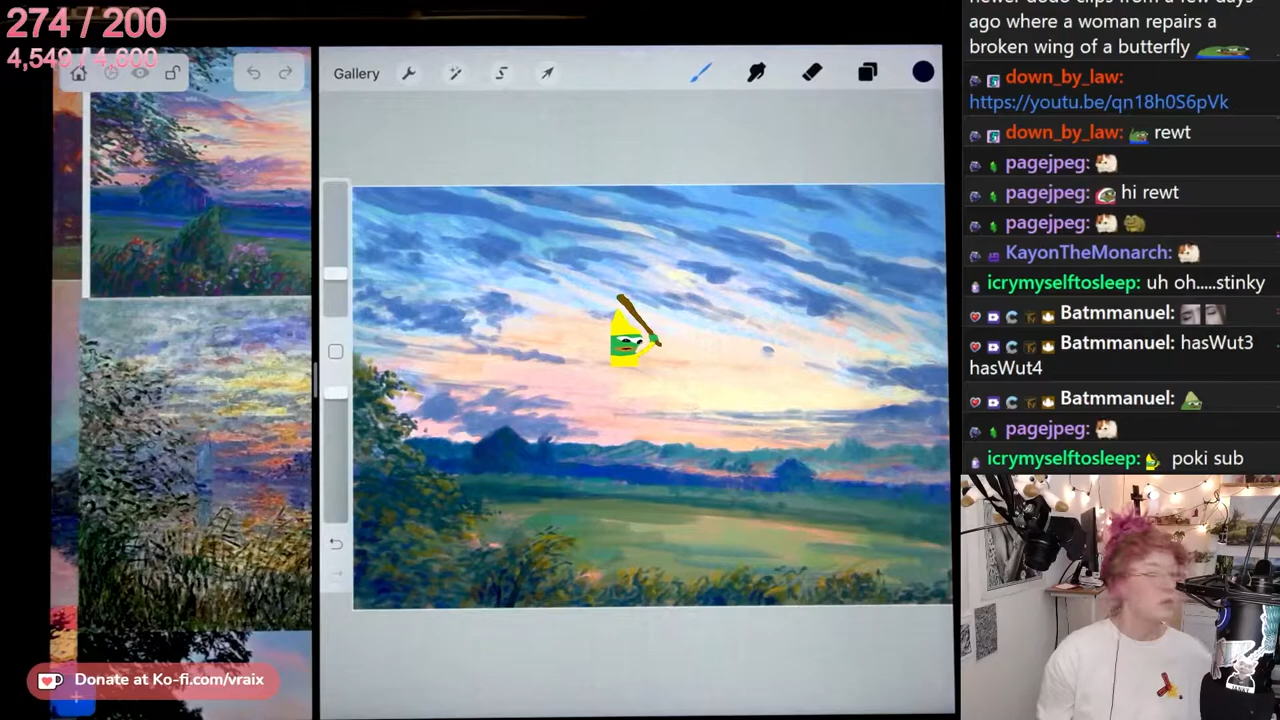 274 / 200
4,549 / 4,600
Gallery
newer dodo clips from a few days
ago where a woman repairs a
broken wing of a butterfly
down_by_law:
https://youtu.be/qn18h0S6pVk
down_by_law: rewt
pagejpeg:
pagejpeg: hi rewt
pagejpeg:
KayonTheMonarch:
icrymyselftosleep: uh oh.....stinky
Batmmanuel:
Batmmanuel: hasWut3
hasWut4
Batmmanuel:
pagejpeg:
icrymyselftosleep: poki sub
Donate at Ko-fi.com/vraix